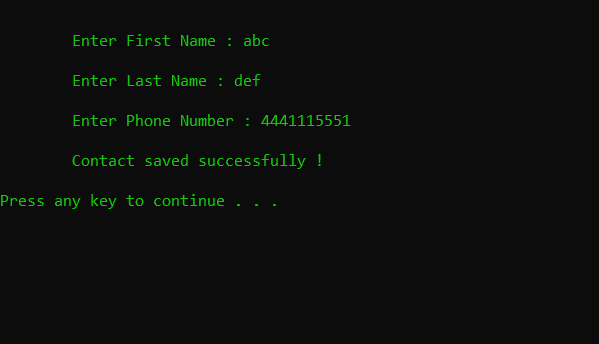 Enter First Name : abc
Enter Last Name : def
Enter Phone Number : 4441115551
Contact saved successfully !
Press any key to continue . . .